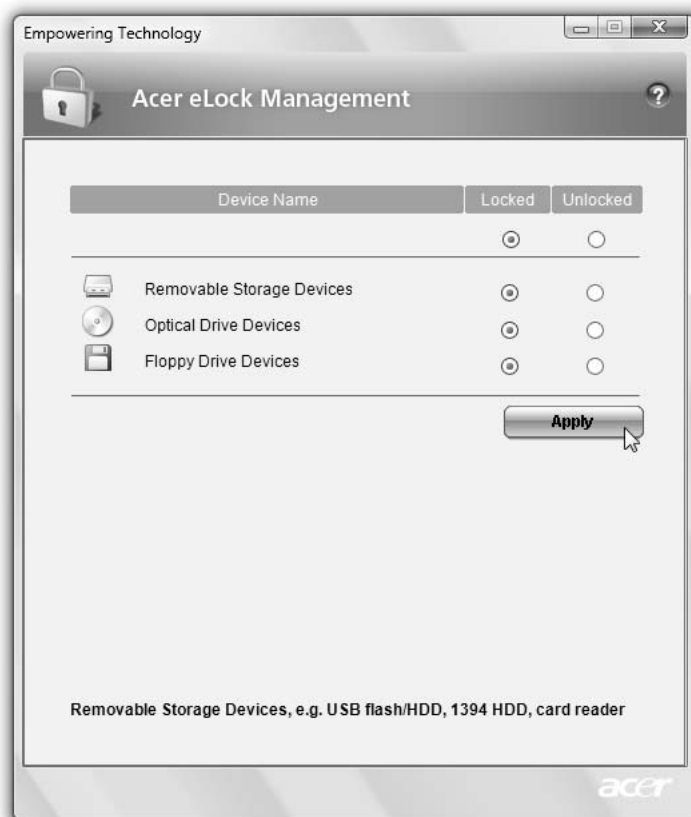 Empowering Technology
Acer eLock Management
?
Device Name Locked Unlocked
Removable Storage Devices
Optical Drive Devices
Floppy Drive Devices
Apply
Removable Storage Devices, e.g. USB flash/HDD, 1394 HDD, card reader
acer